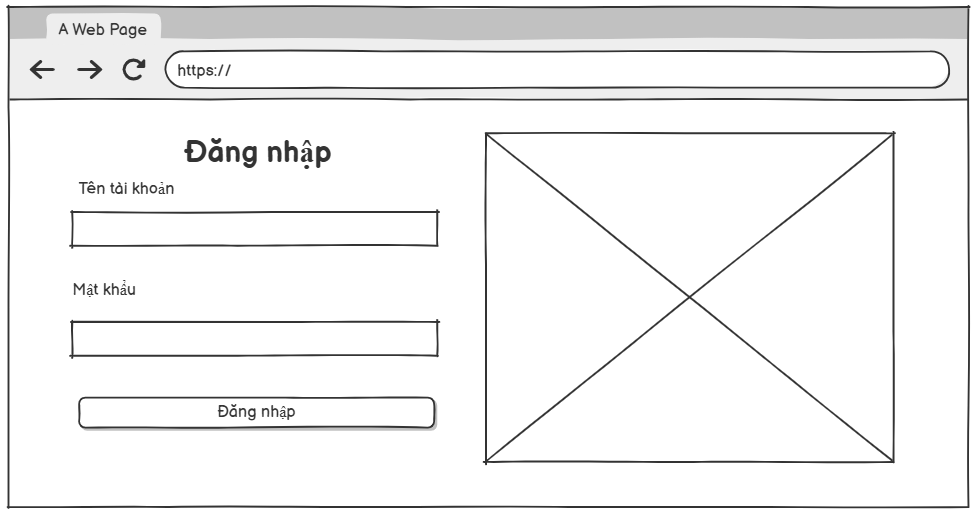 A Web Page
https://
Đăng nhập
Tên tài khoản
Mật khẩu
Đăng nhập